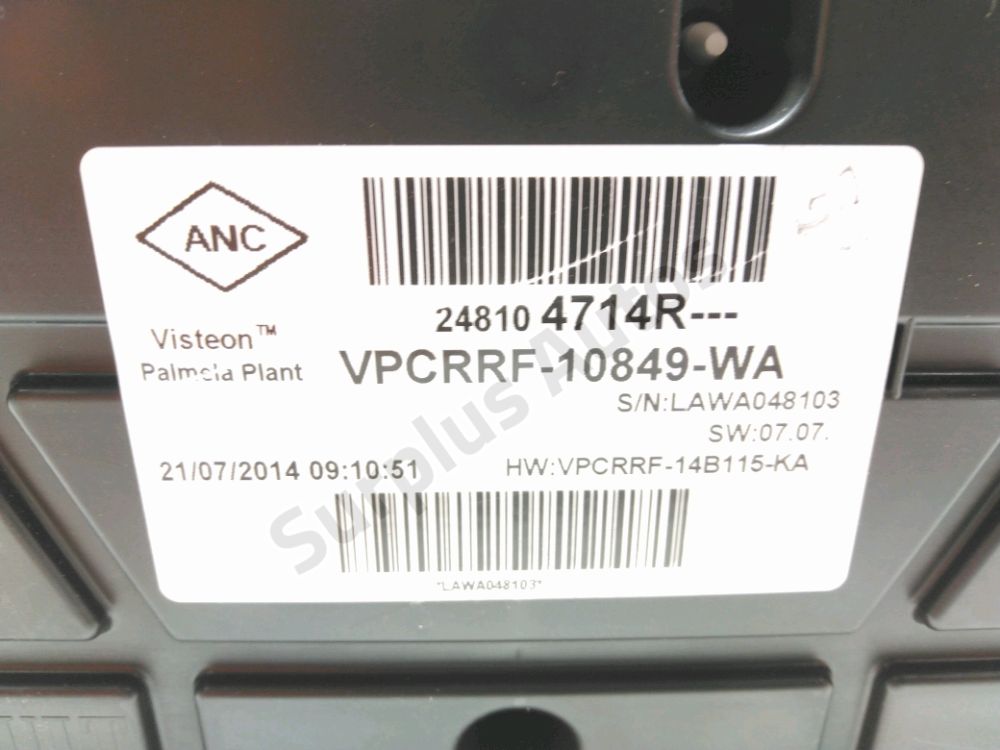 ANC
24810 4714R---
Visteon™
Palmela Plant
VPCRRF-10849-WA
S/N:LAWA048103
SW:07.07.
21/07/2014 09:10:51
HW:VPCRRF-14B115-KA
*LAWA048103*
Surplus Autos